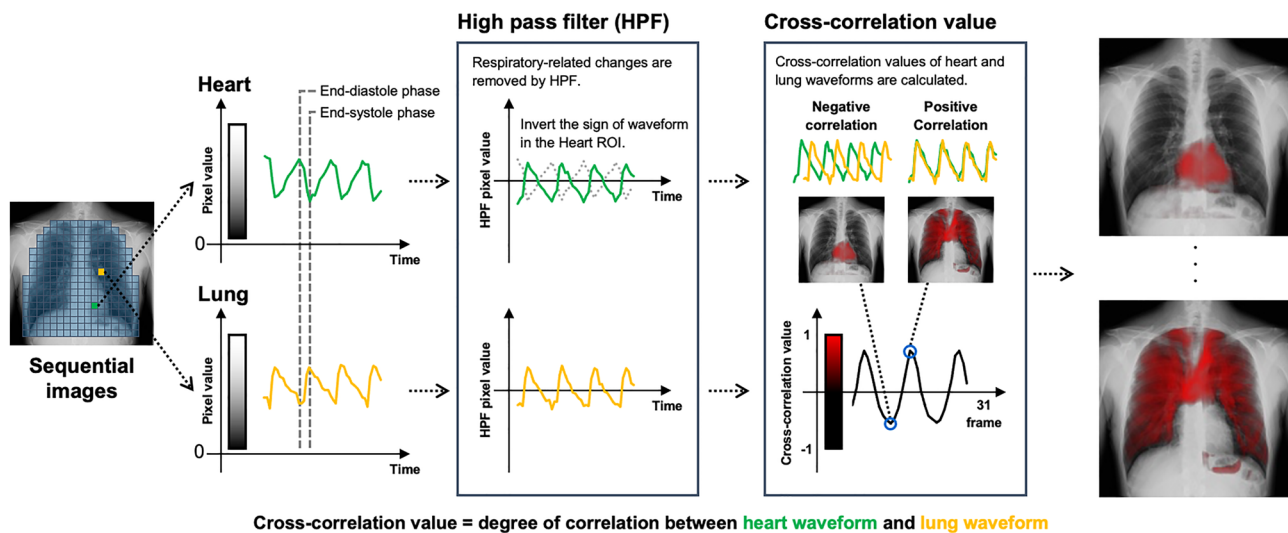 High pass filter (HPF)
Cross-correlation value
Respiratory-related changes are
removed by HPF.
Cross-correlation values of heart and
lung waveforms are calculated.
Heart
End-diastole phase
End-systole phase
Pixel value
0
Time
Invert the sign of waveform
in the Heart ROI.
HPF pixel value
Time
Negative
correlation
Positive
Correlation
Sequential
images
Lung
Pixel value
0
Time
HPF pixel value
Time
Cross-correlation value
1
-1
31
frame
Cross-correlation value = degree of correlation between heart waveform and lung waveform